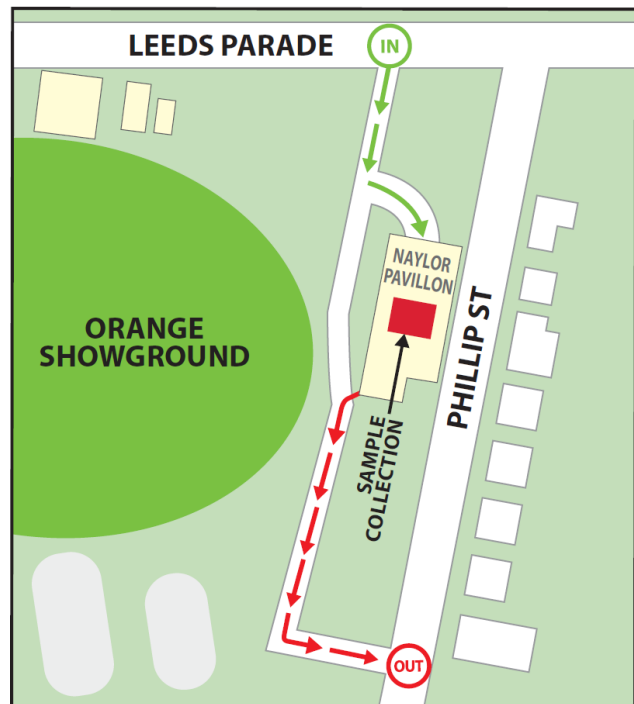 LEEDS PARADE
IN
NAYLOR
PAVILLON
ORANGE
SHOWGROUND
PHILLIP ST
SAMPLE
COLLECTION
OUT